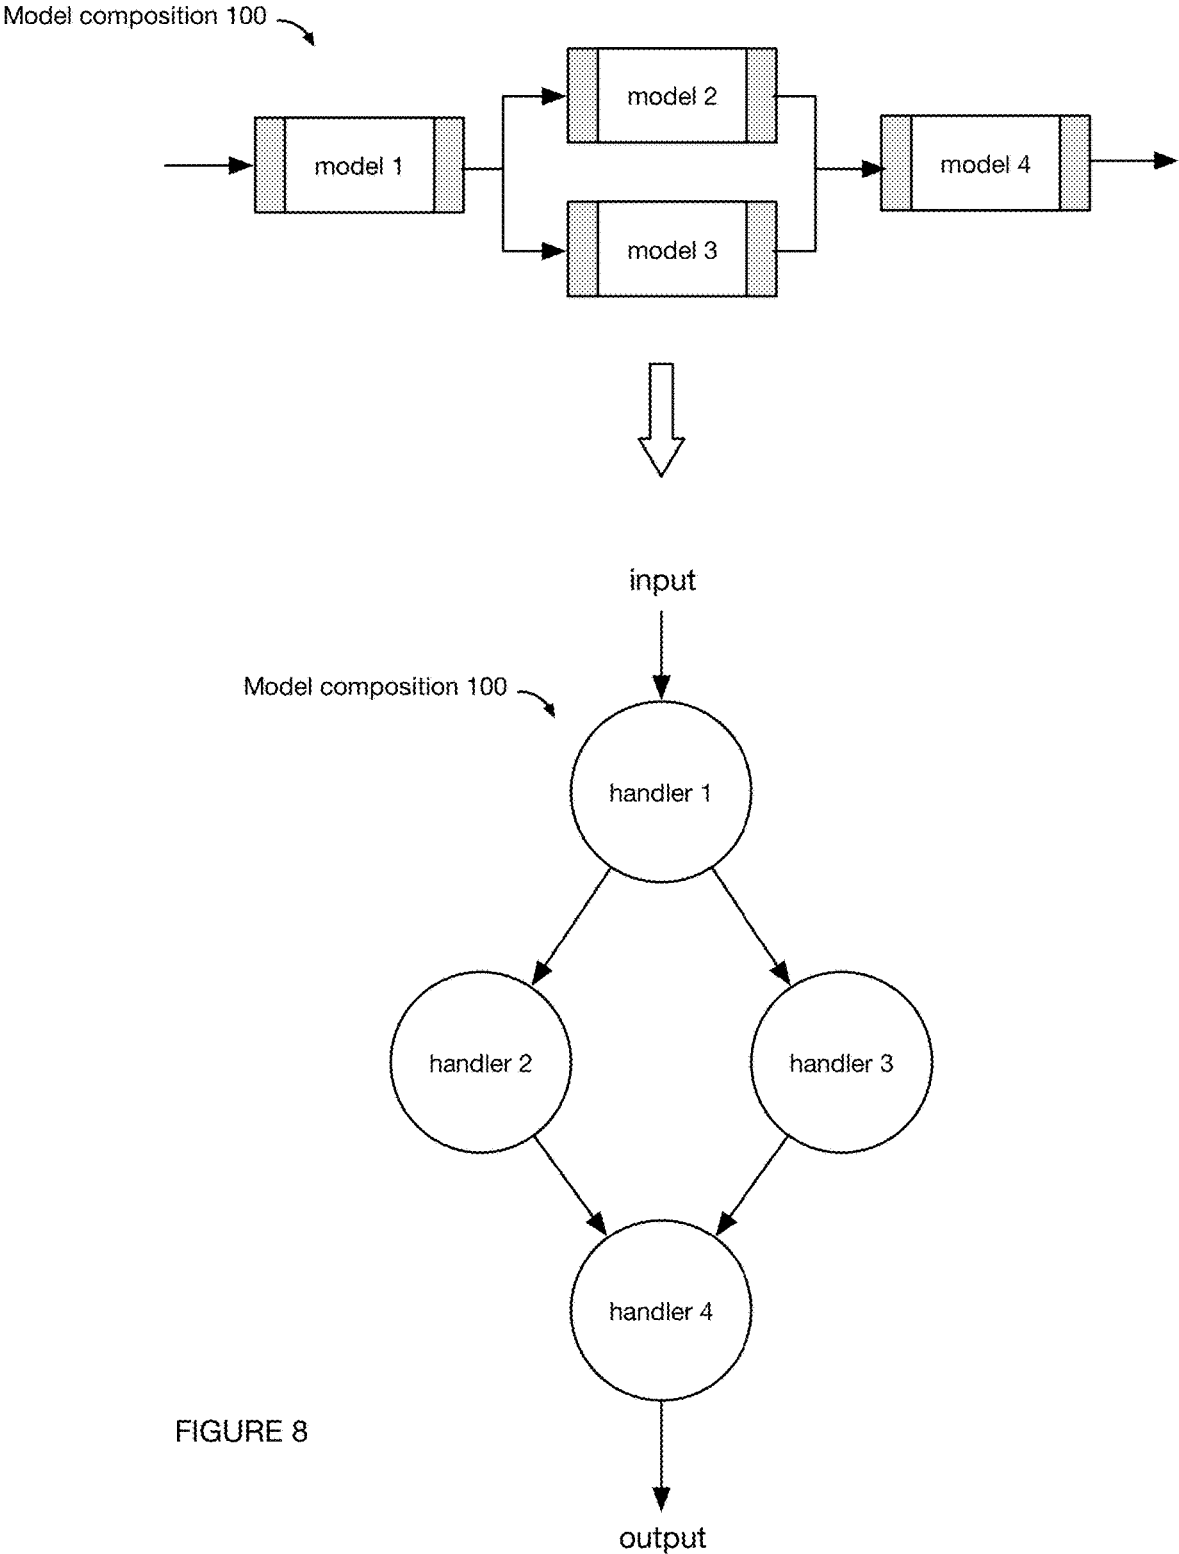 Model composition 100
model 1
model 2
model 3
model 4
input
Model composition 100
handler 1
handler 2
handler 3
handler 4
FIGURE 8
output